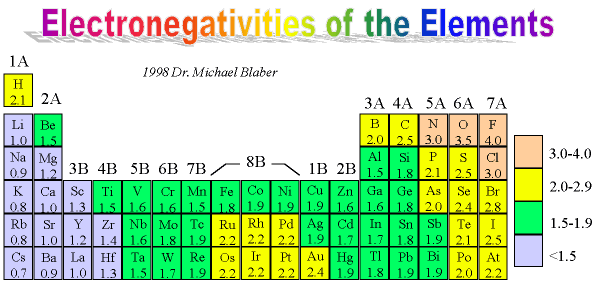 Electronegativities of the Elements
1998 Dr. Michael Blaber
1A
2A
3B 4B 5B 6B 7B 8B 1B 2B
3A 4A 5A 6A 7A
H
2.1
Li Be B C N O F
1.0 1.5 2.0 2.5 3.0 3.5 4.0
Na Mg Al Si P S Cl
0.9 1.2 1.5 1.8 2.1 2.5 3.0
K Ca Sc Ti V Cr Mn Fe Co Ni Cu Zn Ga Ge As Se Br
0.8 1.0 1.3 1.5 1.6 1.6 1.5 1.8 1.9 1.9 1.9 1.6 1.6 1.8 2.0 2.4 2.8
Rb Sr Y Zr Nb Mo Tc Ru Rh Pd Ag Cd In Sn Sb Te I
0.8 1.0 1.2 1.4 1.6 1.8 1.9 2.2 2.2 2.2 1.9 1.7 1.7 1.8 1.9 2.1 2.5
Cs Ba La Hf Ta W Re Os Ir Pt Au Hg Tl Pb Bi Po At
0.7 0.9 1.0 1.3 1.5 1.7 1.9 2.2 2.2 2.2 2.4 1.9 1.8 1.9 1.9 2.0 2.2
3.0-4.0
2.0-2.9
1.5-1.9
<1.5